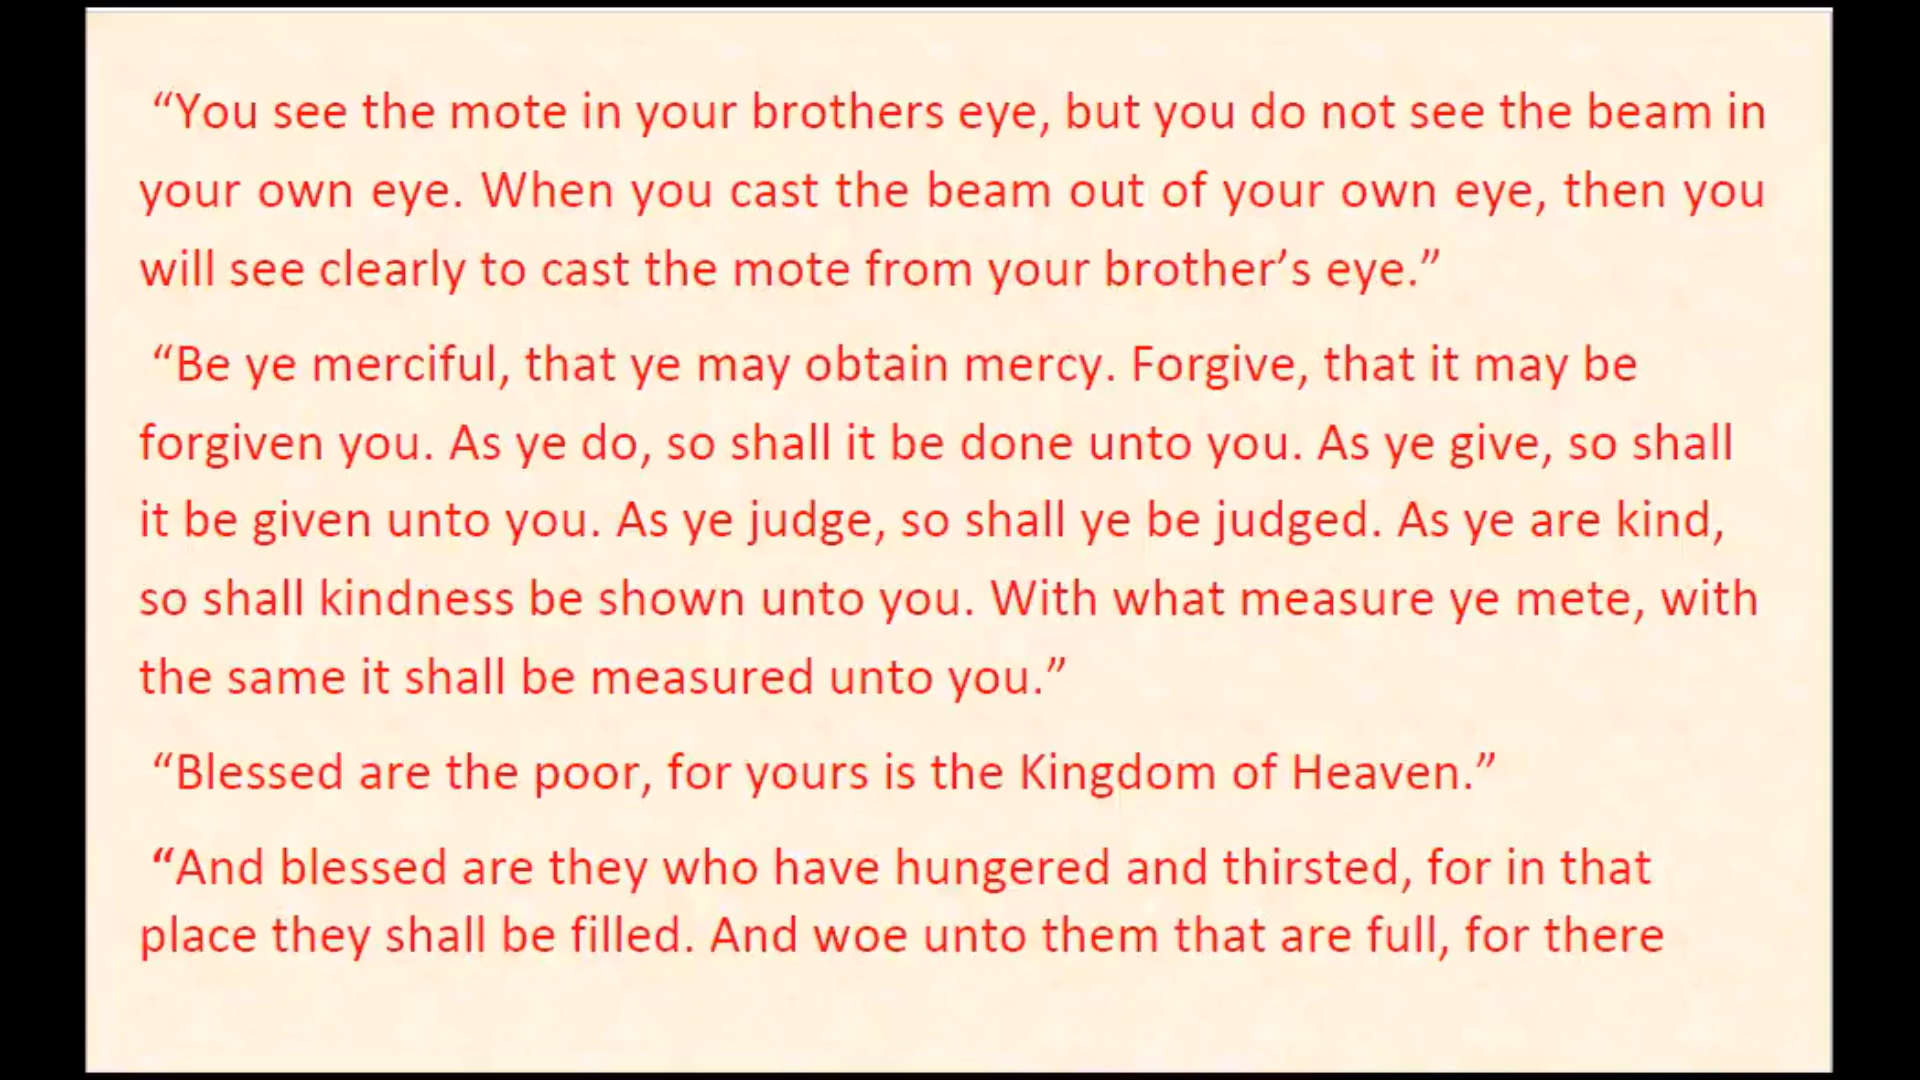 “You see the mote in your brothers eye, but you do not see the beam in
your own eye. When you cast the beam out of your own eye, then you
will see clearly to cast the mote from your brother’s eye.”
“Be ye merciful, that ye may obtain mercy. Forgive, that it may be
forgiven you. As ye do, so shall it be done unto you. As ye give, so shall
it be given unto you. As ye judge, so shall ye be judged. As ye are kind,
so shall kindness be shown unto you. With what measure ye mete, with
the same it shall be measured unto you.”
“Blessed are the poor, for yours is the Kingdom of Heaven.”
“And blessed are they who have hungered and thirsted, for in that
place they shall be filled. And woe unto them that are full, for there